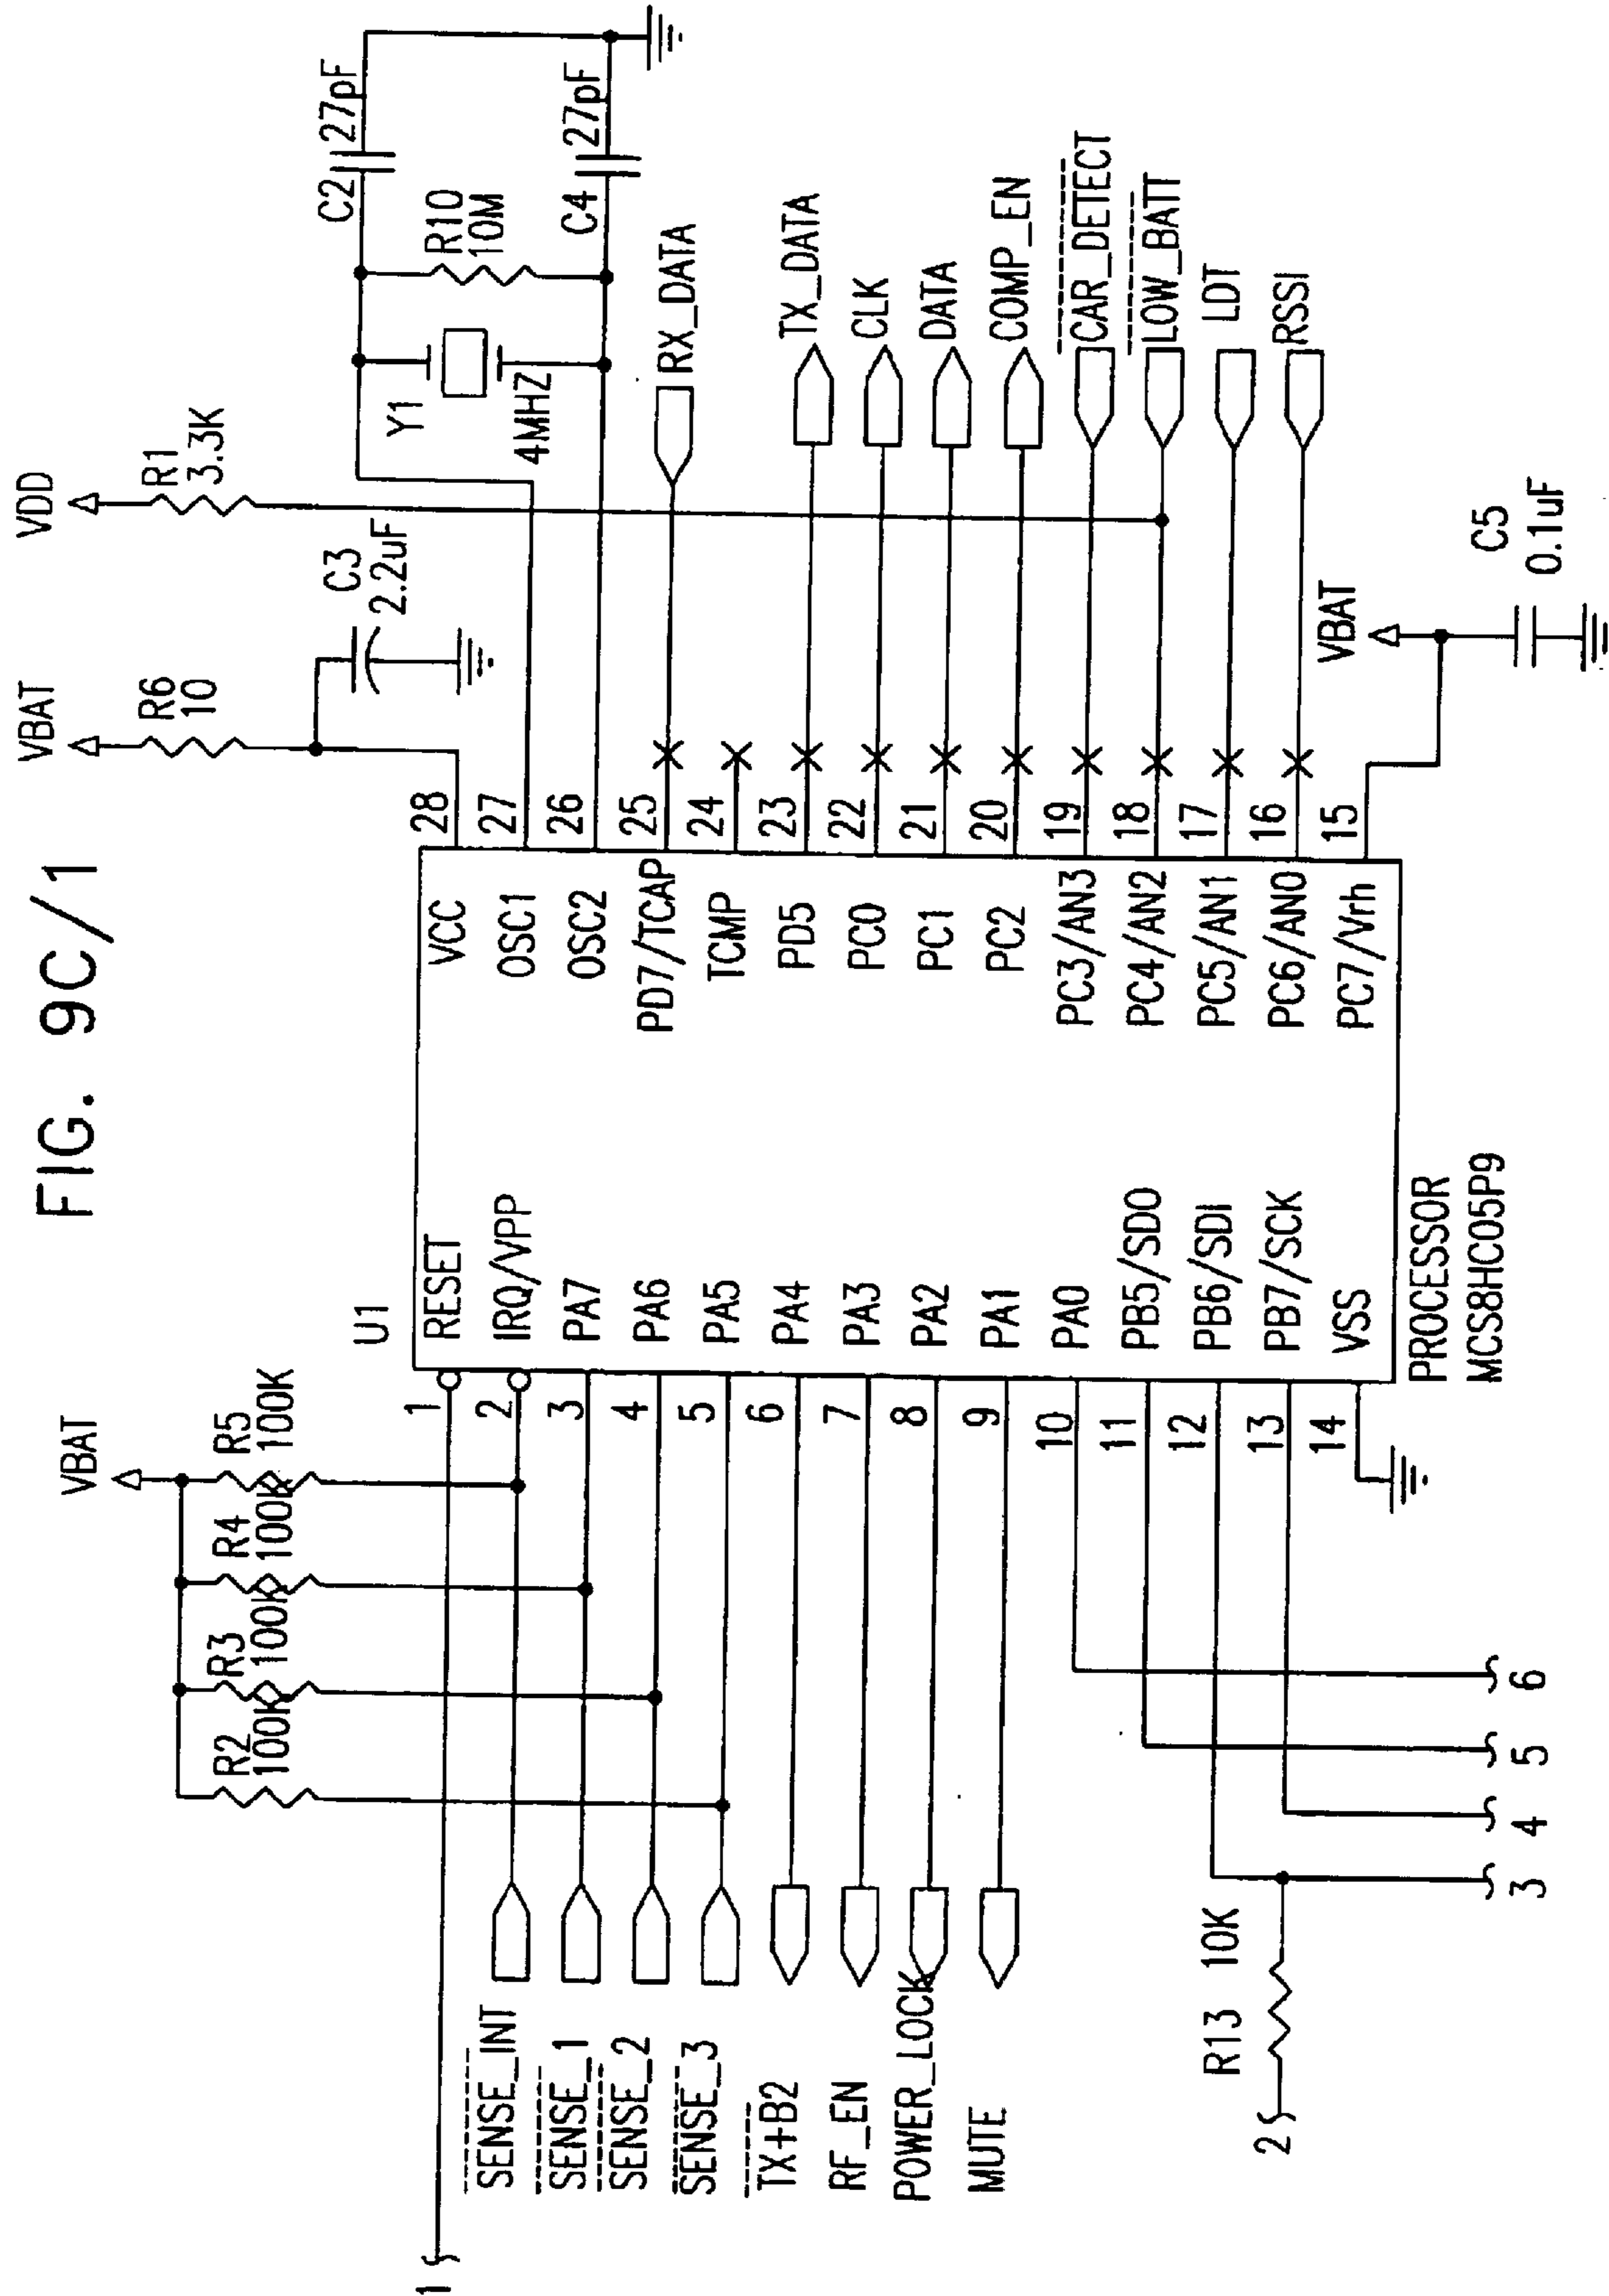 FIG. 9C/1
VBAT
R2
100K
R3
100K
R4
100K
R5
100K
VBAT
R6
10
C3
2.2uF
VDD
R1
3.3K
C2
27pF
Y1
4MHZ
R10
10M
C4
27pF
U1
1
1
RESET
SENSE_INT
2
IRQ/VPP
SENSE_1
3
PA7
SENSE_2
4
PA6
SENSE_3
5
PA5
TX+B2
6
PA4
RF_EN
7
PA3
POWER_LOCK
8
PA2
MUTE
9
PA1
10
PA0
11
PB5/SDO
12
PB6/SDI
13
PB7/SCK
14
VSS
VCC
28
OSC1
27
OSC2
26
PD7/TCAP
25
RX_DATA
TCMP
24
PD5
23
TX_DATA
PC0
22
CLK
PC1
21
DATA
PC2
20
COMP_EN
PC3/AN3
19
CAR_DETECT
PC4/AN2
18
LOW_BATT
PC5/AN1
17
LDT
PC6/AN0
16
RSSI
PC7/Vrh
15
VBAT
C5
0.1uF
PROCESSOR
MCS8HC05P9
2
R13 10K
3
4
5
6